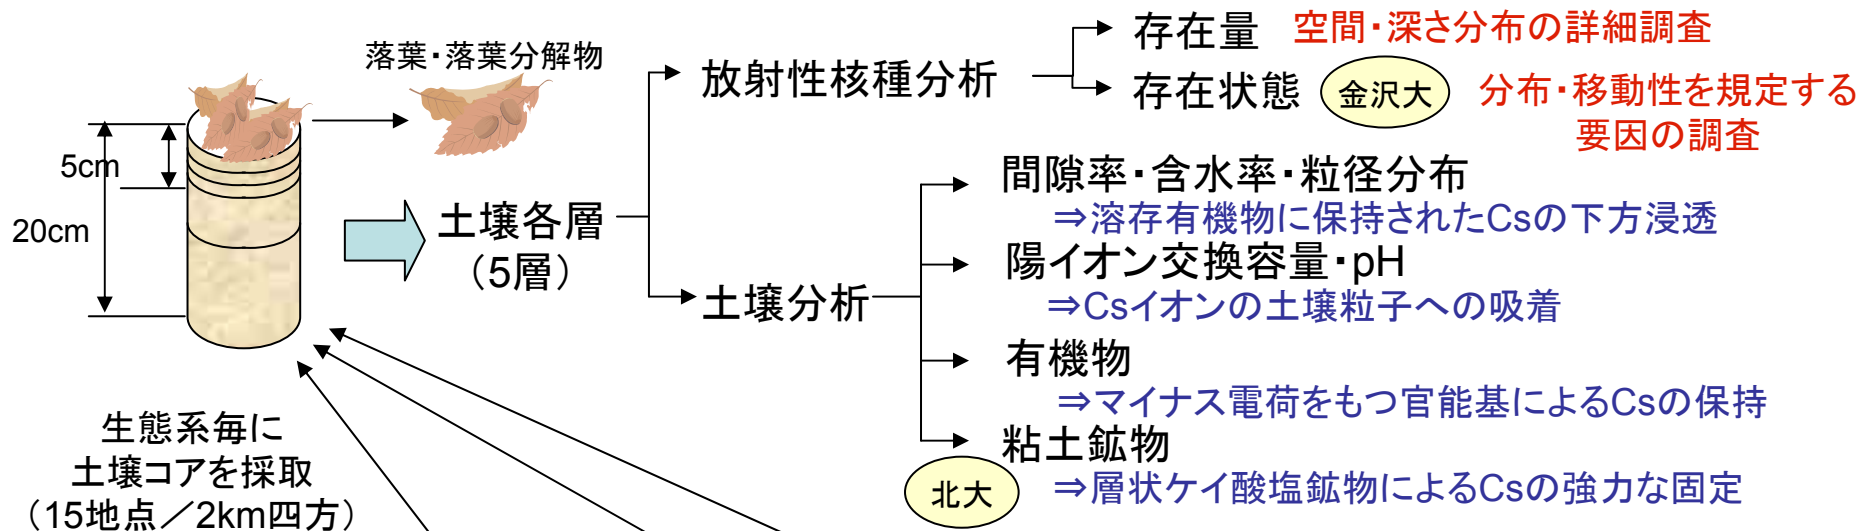 落葉・落葉分解物
5cm
20cm
土壌各層
（5層）
生態系毎に
土壌コアを採取
（15地点／2km四方）
放射性核種分析
存在量 空間・深さ分布の詳細調査
存在状態 金沢大 分布・移動性を規定する
要因の調査
土壌分析
間隙率・含水率・粒径分布
⇒溶存有機物に保持されたCsの下方浸透
陽イオン交換容量・pH
⇒Csイオンの土壌粒子への吸着
有機物
⇒マイナス電荷をもつ官能基によるCsの保持
粘土鉱物
北大 ⇒層状ケイ酸塩鉱物によるCsの強力な固定